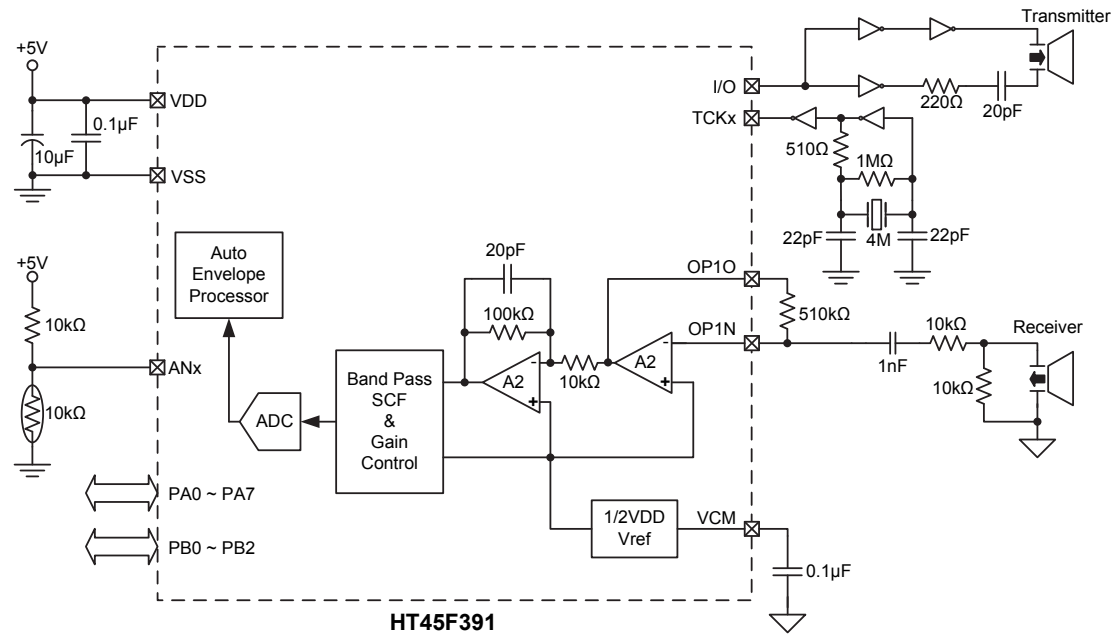 +5V
VDD
0.1µF
10µF
VSS
+5V
10kΩ
ANx
10kΩ
PA0 ~ PA7
PB0 ~ PB2
Auto
Envelope
Processor
ADC
Band Pass
SCF
&
Gain
Control
20pF
100kΩ
-
A2
+
10kΩ
-
A2
+
1/2VDD
Vref
I/O
TCKx
OP1O
OP1N
VCM
Transmitter
220Ω
20pF
510Ω
1MΩ
22pF
4M
22pF
510kΩ
1nF
10kΩ
10kΩ
Receiver
0.1µF
HT45F391